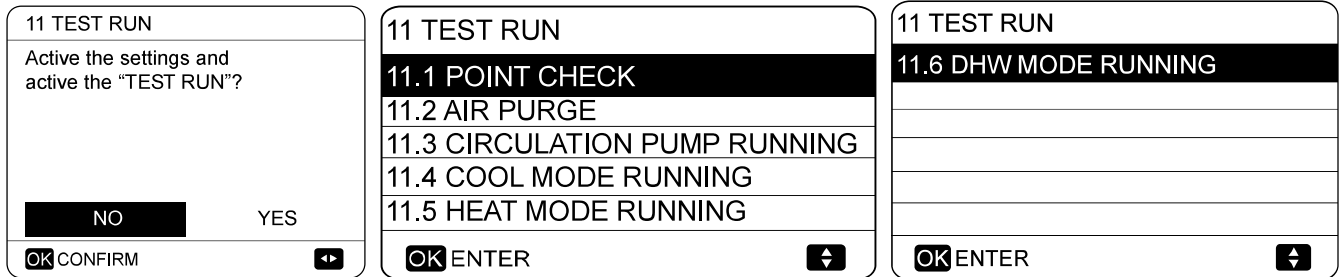 11 TEST RUN
Active the settings and
active the “TEST RUN”?
NO YES
OK CONFIRM
11 TEST RUN
11.1 POINT CHECK
11.2 AIR PURGE
11.3 CIRCULATION PUMP RUNNING
11.4 COOL MODE RUNNING
11.5 HEAT MODE RUNNING
OK ENTER
11 TEST RUN
11.6 DHW MODE RUNNING
OK ENTER